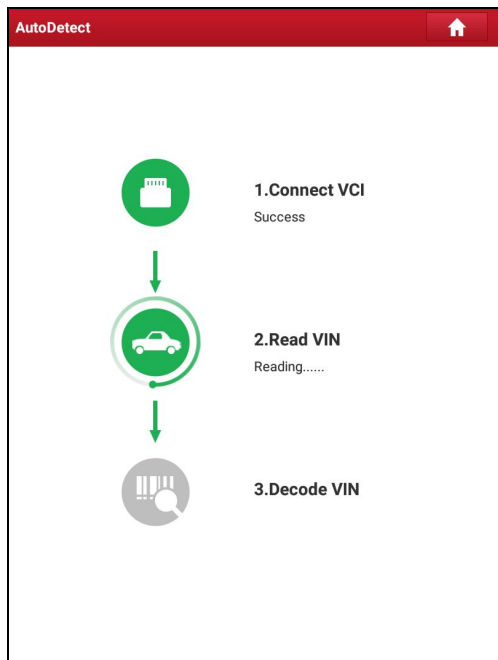 AutoDetect
1.Connect VCI
Success
2.Read VIN
Reading......
3.Decode VIN